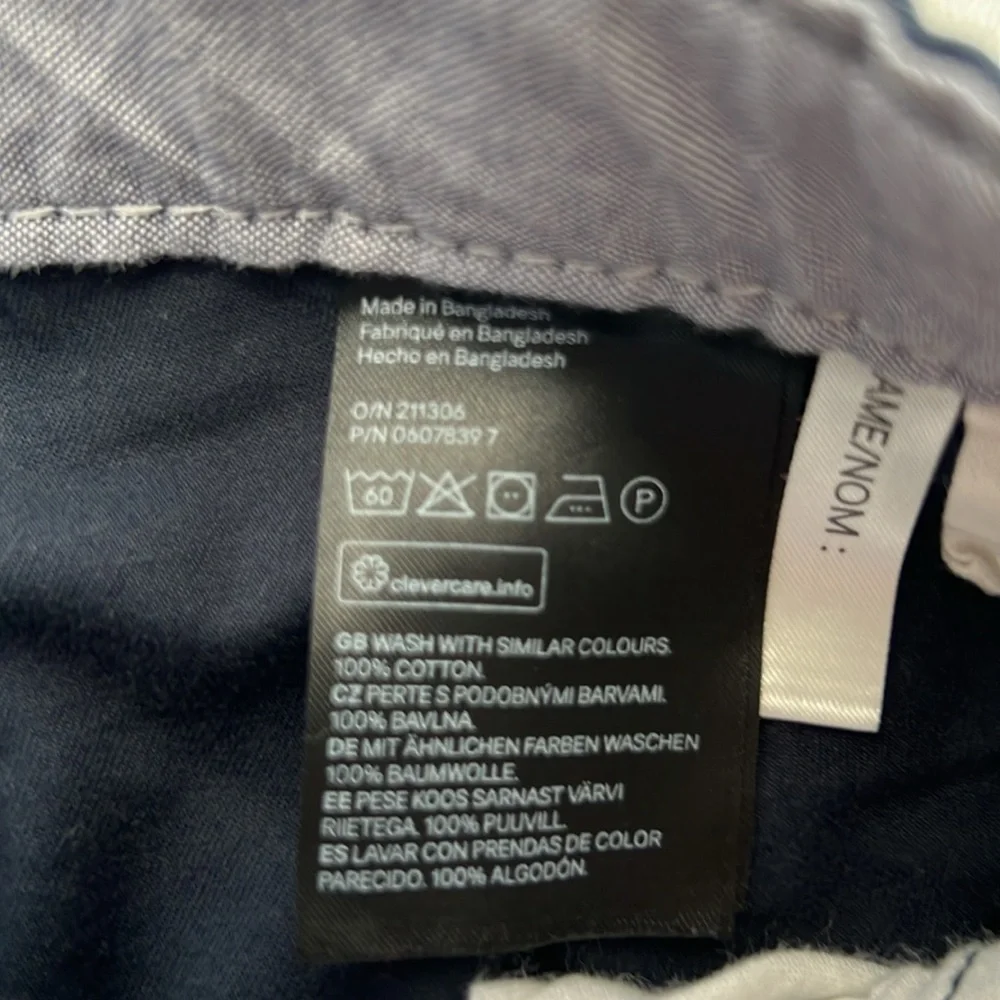 Made in Bangladesh
Fabriqué en Bangladesh
Hecho en Bangladesh
O/N 211306
P/N 0607839 7
60
P
clevercare.info
GB WASH WITH SIMILAR COLOURS.
100% COTTON.
CZ PERTE S PODOBNÝMI BARVAMI.
100% BAVLNA.
DE MIT ÄHNLICHEN FARBEN WASCHEN
100% BAUMWOLLE.
EE PESE KOOS SARNAST VÄRVI
RIIETEGA. 100% PUUVILL.
ES LAVAR CON PRENDAS DE COLOR
PARECIDO. 100% ALGODÓN.
AME/NOM :